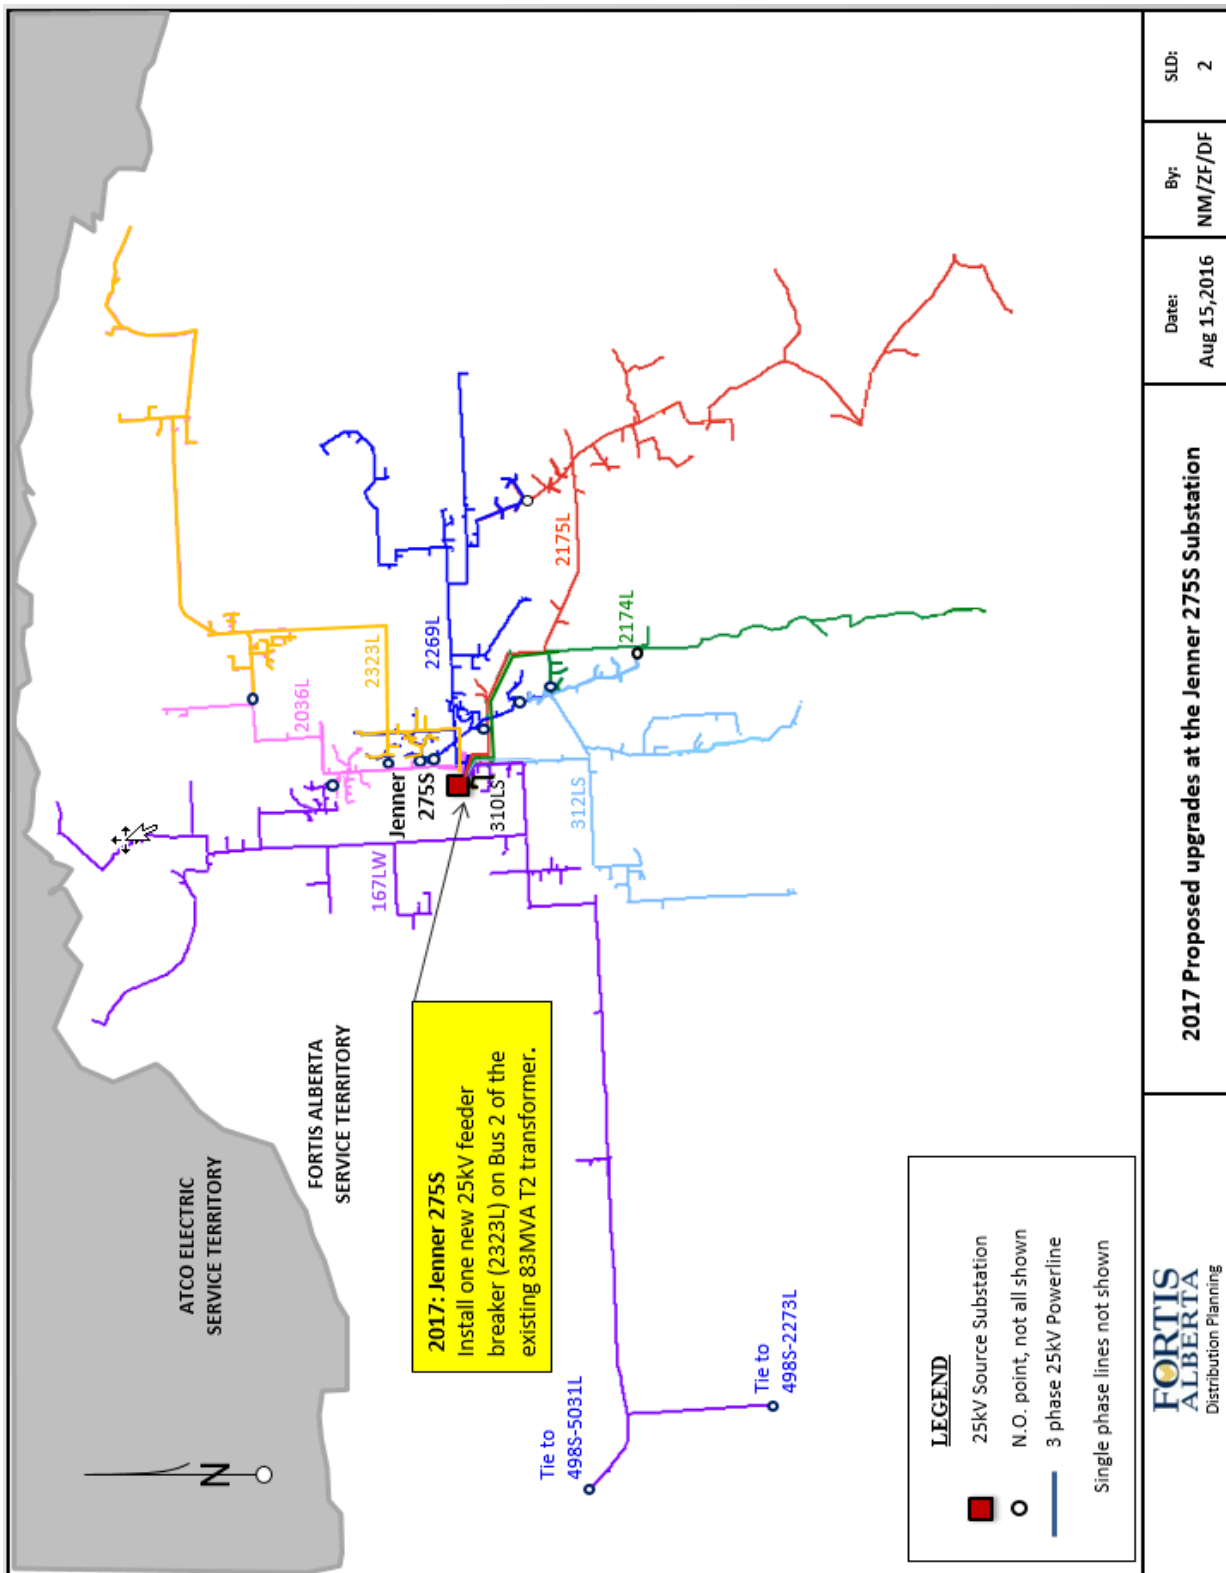 ATCO ELECTRIC
SERVICE TERRITORY
FORTIS ALBERTA
SERVICE TERRITORY
N
2017: Jenner 275S
Install one new 25kV feeder
breaker (2323L) on Bus 2 of the
existing 83MVA T2 transformer.
167LW
2036L
2323L
2269L
Jenner
275S
310LS
312LS
2175L
2174L
Tie to
498S-5031L
Tie to
498S-2273L
LEGEND
25kV Source Substation
N.O. point, not all shown
3 phase 25kV Powerline
Single phase lines not shown
FORTIS
ALBERTA
Distribution Planning
2017 Proposed upgrades at the Jenner 275S Substation
Date:
Aug 15,2016
By:
NM/ZF/DF
SLD:
2